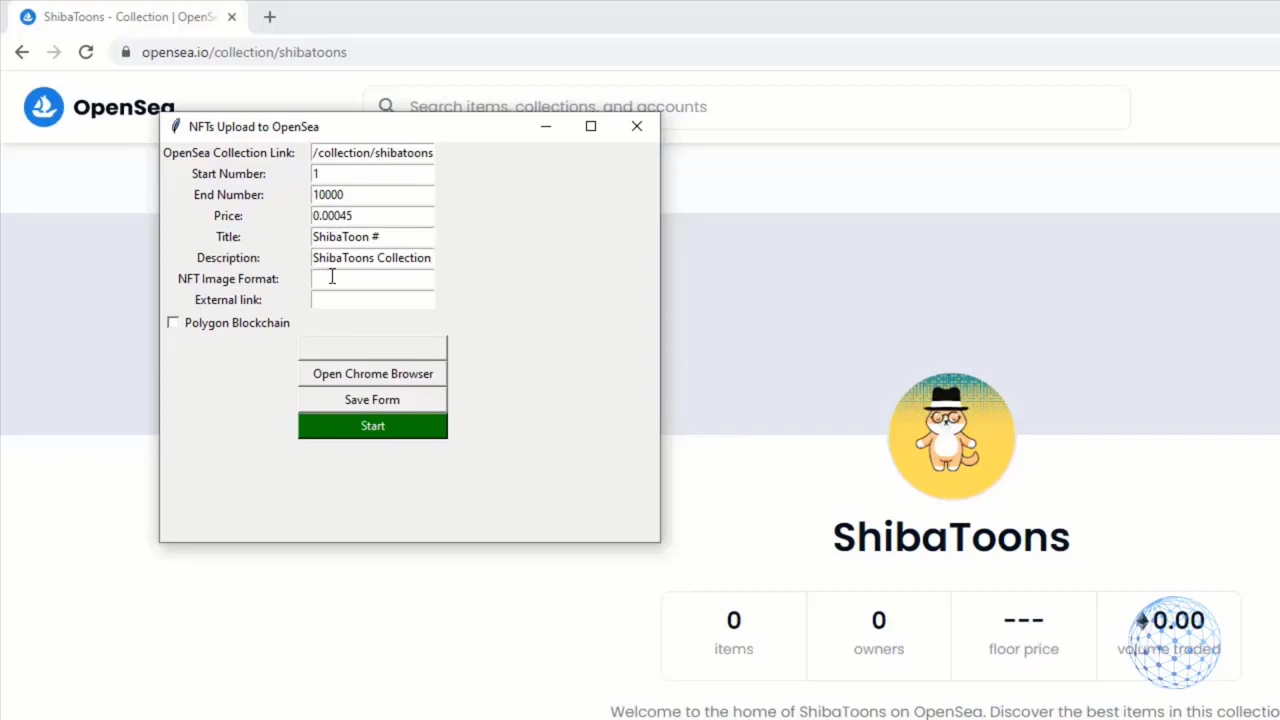 ShibaToons - Collection | OpenS
opensea.io/collection/shibatoons
OpenSea
Search items, collections, and accounts
NFTs Upload to OpenSea
OpenSea Collection Link: /collection/shibatoons
Start Number: 1
End Number: 10000
Price: 0.00045
Title: ShibaToon #
Description: ShibaToons Collection
NFT Image Format:
External link:
Polygon Blockchain
Open Chrome Browser
Save Form
Start
ShibaToons
0 0 --- 0.00
items owners floor price volume traded
Welcome to the home of ShibaToons on OpenSea. Discover the best items in this collectio